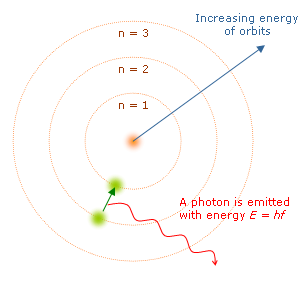 Increasing energy
of orbits
n = 3
n = 2
n = 1
A photon is emitted
with energy E = hf